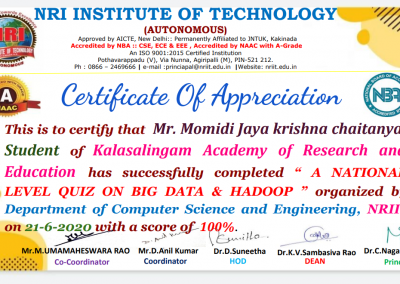 NRI INSTITUTE OF TECHNOLOGY
(AUTONOMOUS)
Approved by AICTE, New Delhi:: Permanently Affiliated to JNTUK, Kakinada
Accredited by NBA :: CSE, ECE & EEE , Accredited by NAAC with A-Grade
An ISO 9001:2015 Certified Institution
Pothavarappadu (V), Via Nunna, Agiripalli (M), PIN-521 212.
Ph : 0866 – 2469666 | e-mail :principal@nriit.edu.in |Website: nriit.edu.in
NRI
A
NAAC
NB
Certificate Of Appreciation
This is to certify that Mr. Momidi Jaya krishna chaitanya
Student of Kalasalingam Academy of Research and
Education has successfully completed “ A NATIONAL
LEVEL QUIZ ON BIG DATA & HADOOP ” organized by
Department of Computer Science and Engineering, NRIIT
on 21-6-2020 with a score of 100%.
Mr.M.UMAMAHESWARA RAO Mr.D.Anil Kumar Dr.D.Suneetha Dr.K.V.Sambasiva Rao Dr.C.Naga
Co-Coordinator Coordinator HOD DEAN Prin